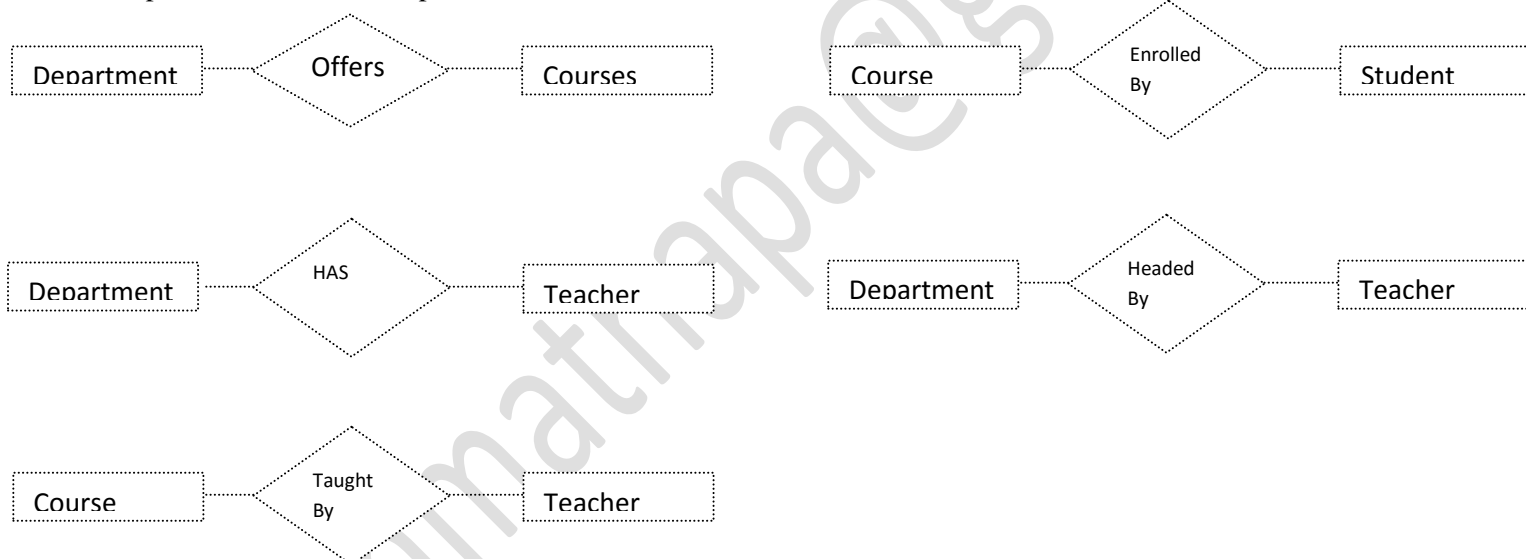 Department
Offers
Courses
Course
Enrolled
By
Student
Department
HAS
Teacher
Department
Headed
By
Teacher
Course
Taught
By
Teacher